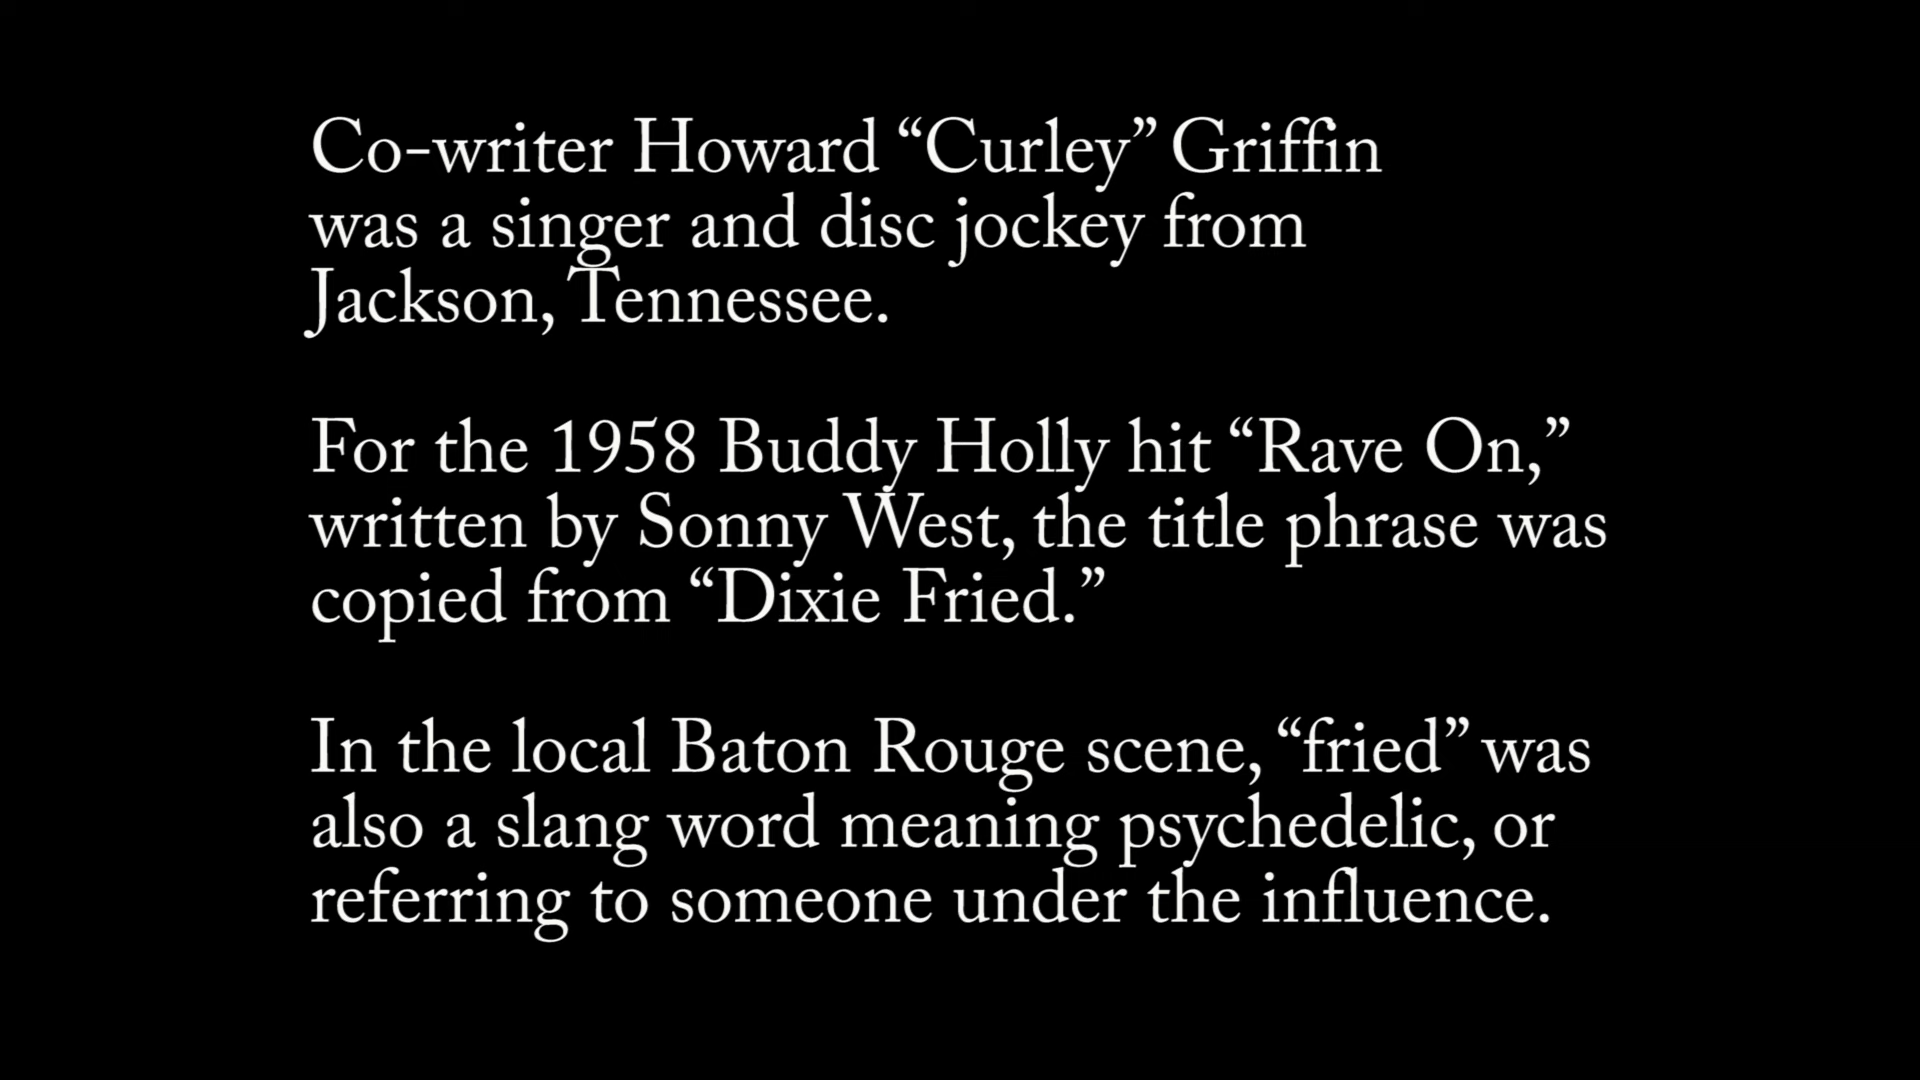 Co-writer Howard “Curley” Griffin
was a singer and disc jockey from
Jackson, Tennessee.
For the 1958 Buddy Holly hit “Rave On,”
written by Sonny West, the title phrase was
copied from “Dixie Fried.”
In the local Baton Rouge scene, “fried” was
also a slang word meaning psychedelic, or
referring to someone under the influence.